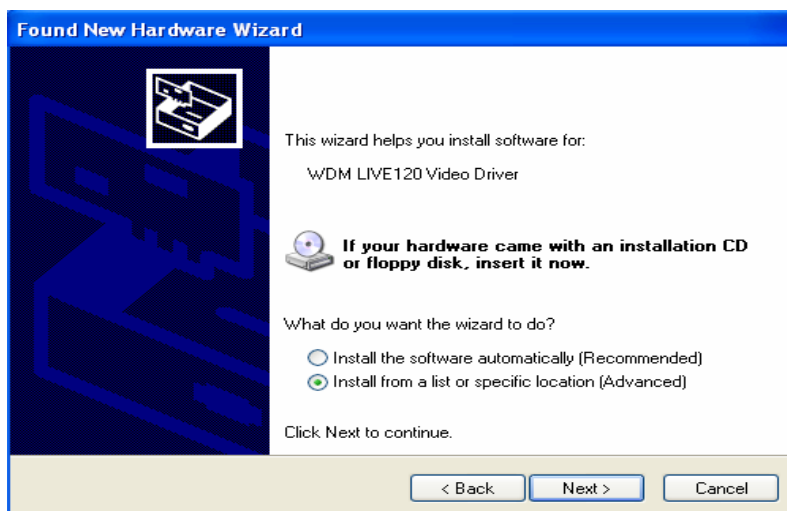 Found New Hardware Wizard
This wizard helps you install software for:
WDM LIVE120 Video Driver
If your hardware came with an installation CD
or floppy disk, insert it now.
What do you want the wizard to do?
Install the software automatically (Recommended)
Install from a list or specific location (Advanced)
Click Next to continue.
< Back
Next >
Cancel